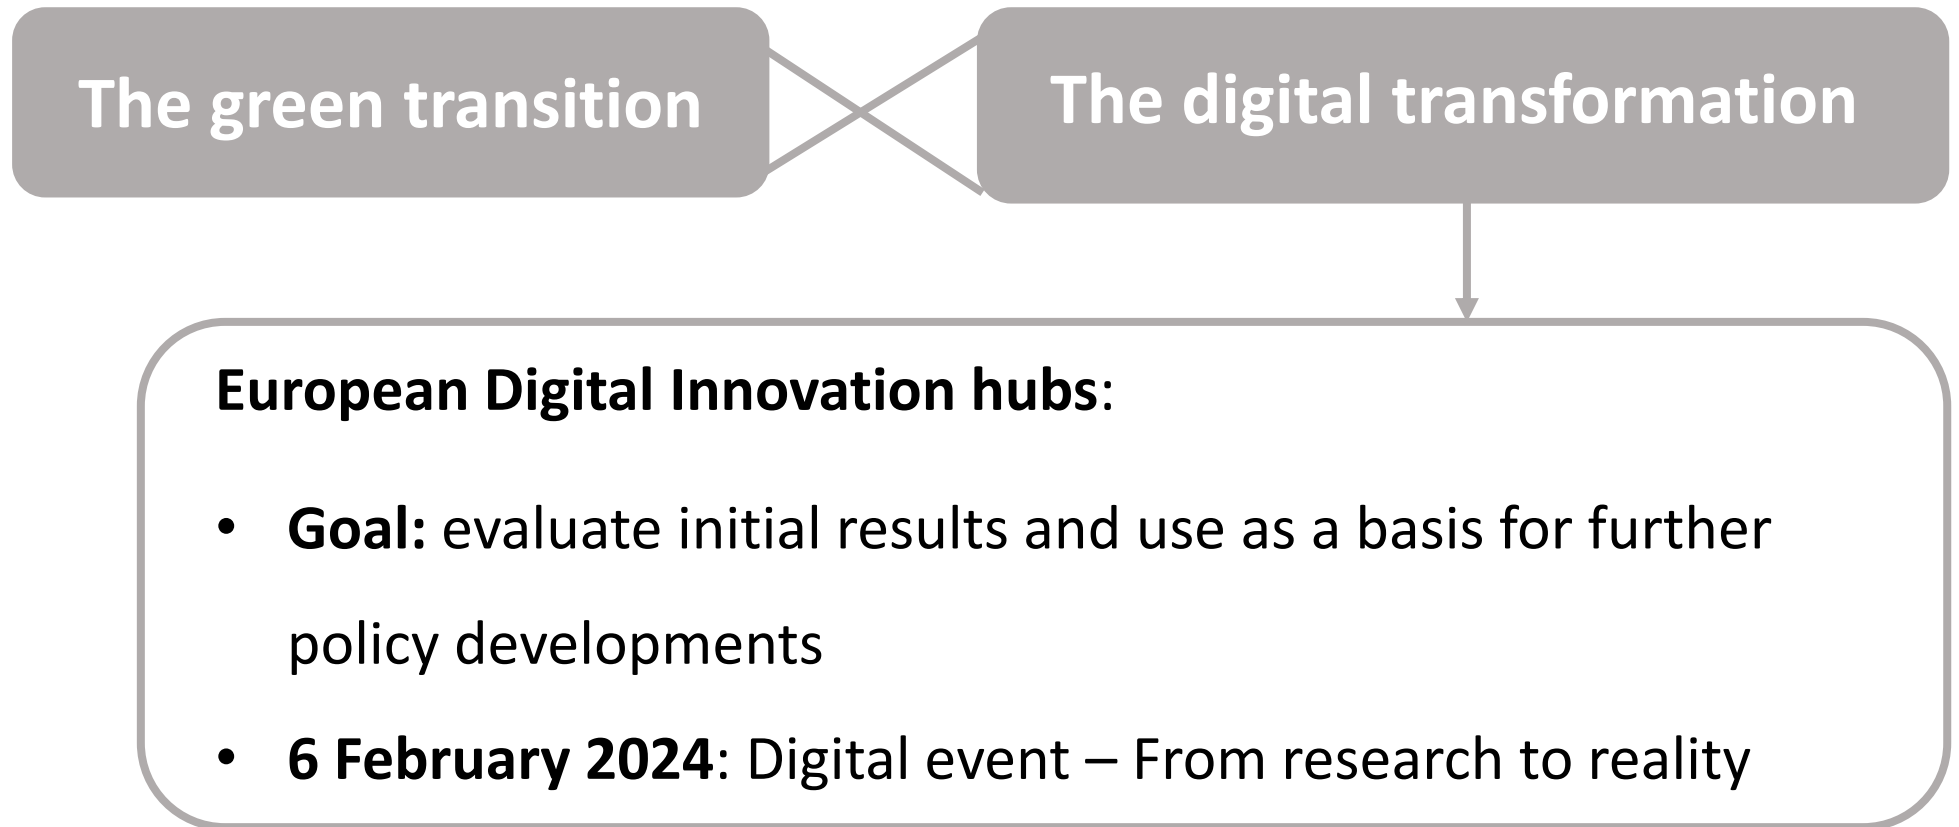 The green transition
The digital transformation
European Digital Innovation hubs:
• Goal: evaluate initial results and use as a basis for further
policy developments
• 6 February 2024: Digital event – From research to reality